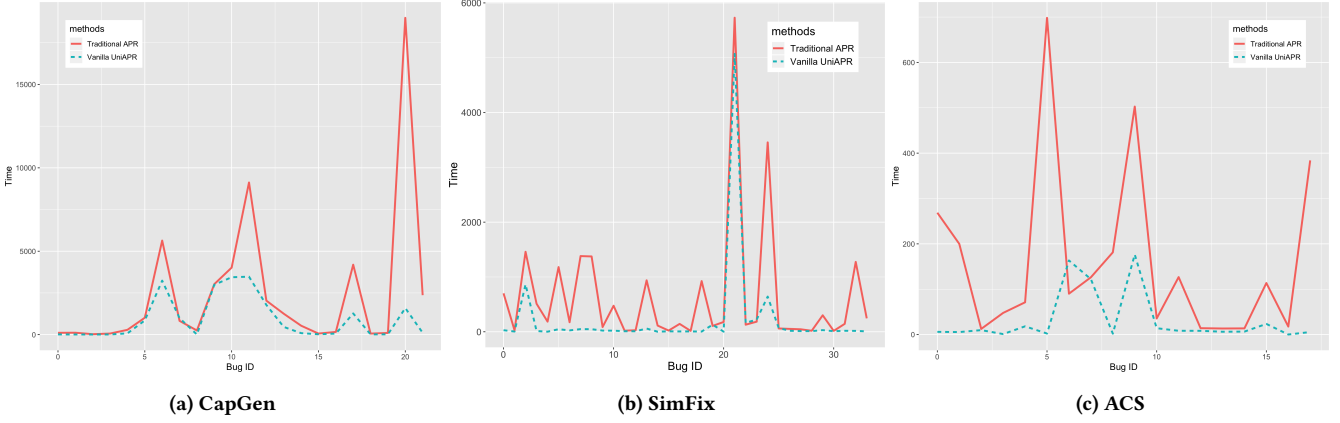 methods
Traditional APR
Vanilla UniAPR
15000
10000
5000
0
Time
0 5 10 15 20
Bug ID
(a) CapGen
methods
Traditional APR
Vanilla UniAPR
6000
4000
2000
0
Time
0 10 20 30
Bug ID
(b) SimFix
methods
Traditional APR
Vanilla UniAPR
600
400
200
0
Time
0 5 10 15
Bug ID
(c) ACS